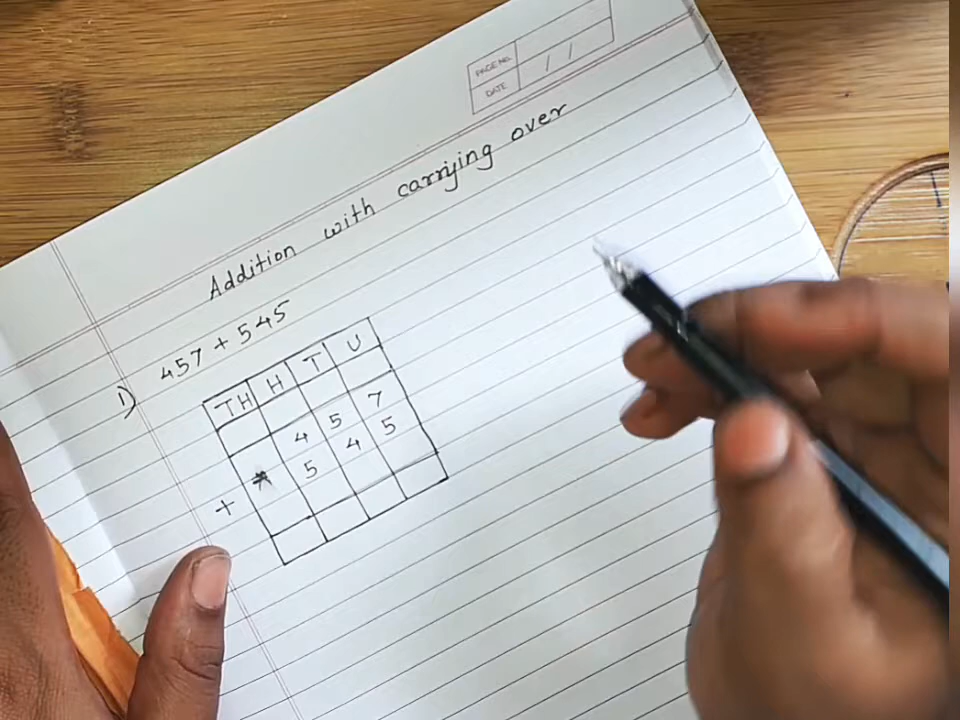 PAGE NO.
DATE / /
Addition with carrying over
1) 457 + 545
TH H T U
4 5 7
+ 5 4 5